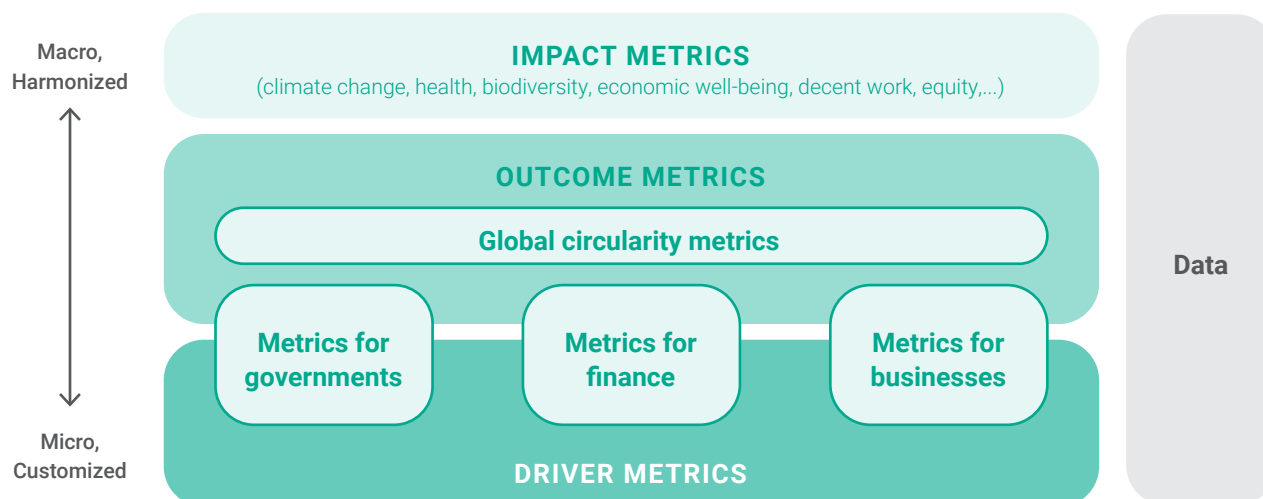 Macro,
Harmonized
IMPACT METRICS
(climate change, health, biodiversity, economic well-being, decent work, equity,...)
OUTCOME METRICS
Global circularity metrics
Data
Metrics for
governments
Metrics for
finance
Metrics for
businesses
Micro,
Customized
DRIVER METRICS